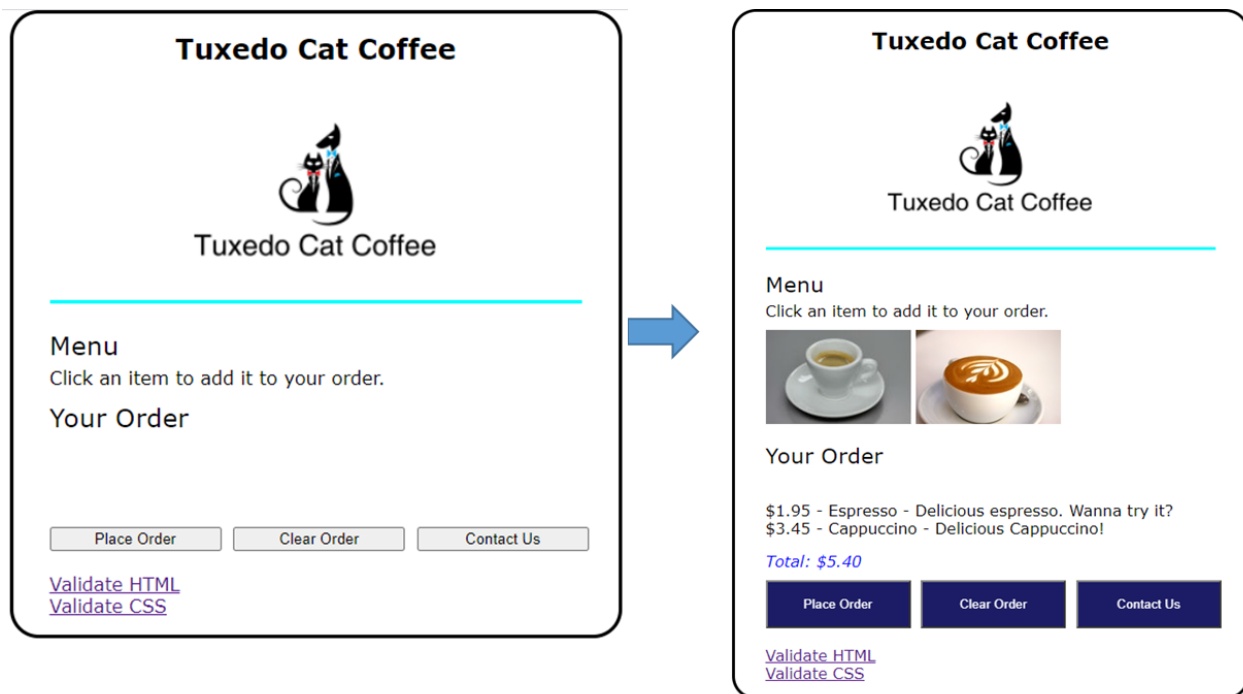 Tuxedo Cat Coffee
Tuxedo Cat Coffee
Menu
Click an item to add it to your order.
Your Order
Place Order Clear Order Contact Us
Validate HTML
Validate CSS
Tuxedo Cat Coffee
Tuxedo Cat Coffee
Menu
Click an item to add it to your order.
Your Order
$1.95 - Espresso - Delicious espresso. Wanna try it?
$3.45 - Cappuccino - Delicious Cappuccino!
Total: $5.40
Place Order Clear Order Contact Us
Validate HTML
Validate CSS